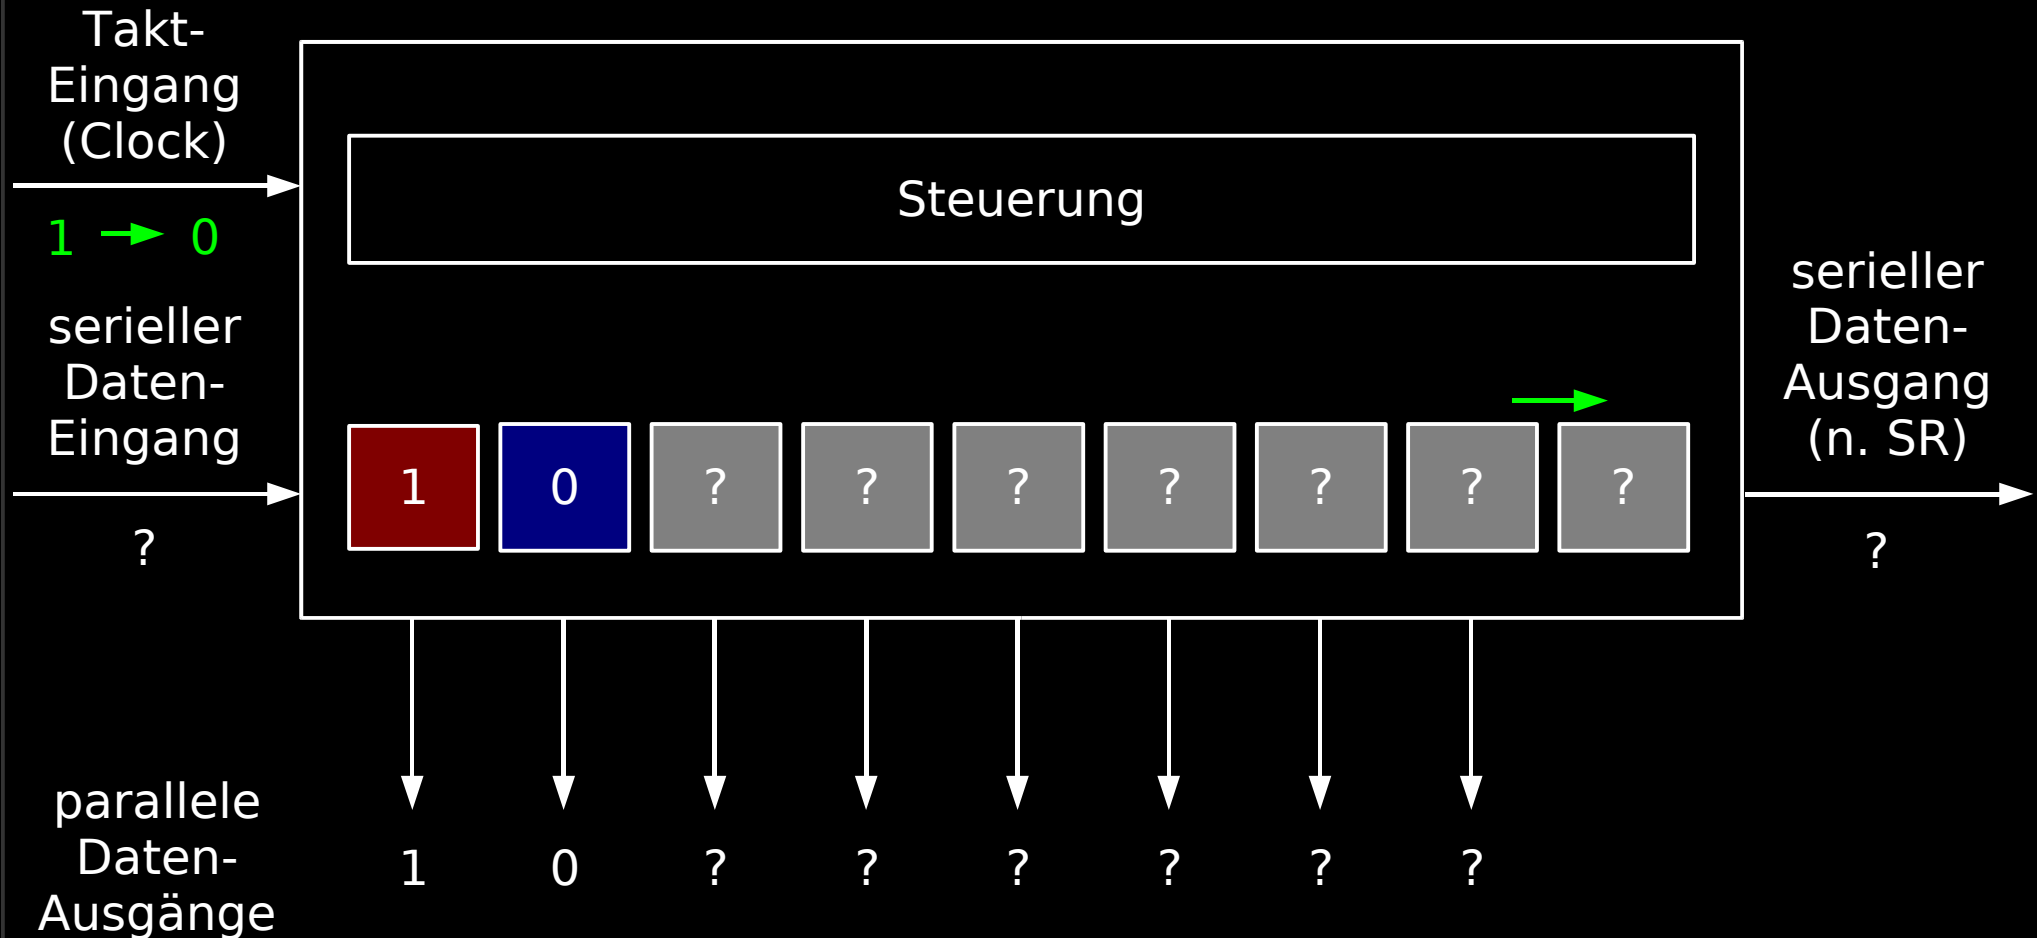 Takt-
Eingang
(Clock)
1 0
serieller
Daten-
Eingang
?
Steuerung
1 0 ? ? ? ? ? ? ?
serieller
Daten-
Ausgang
(n. SR)
?
parallele
Daten-
Ausgänge
1 0 ? ? ? ? ? ?